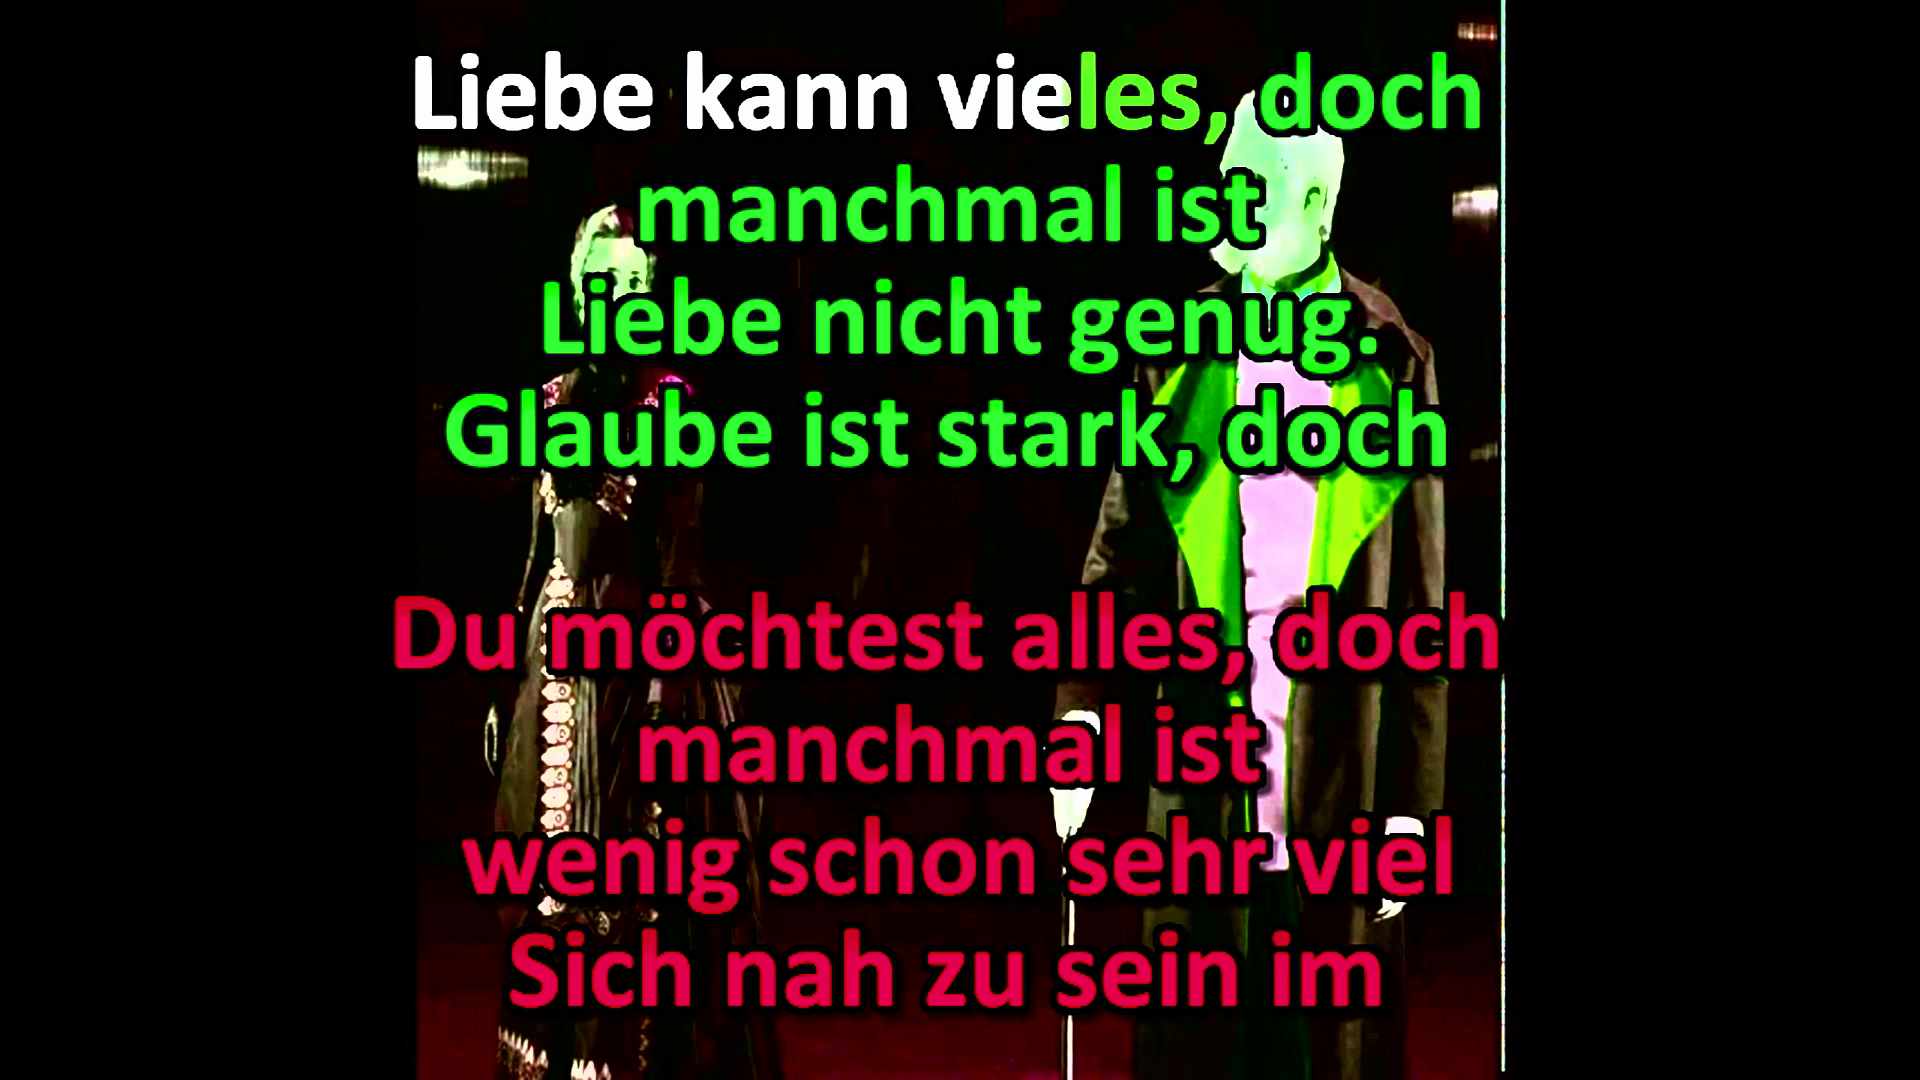 Liebe kann vieles, doch
manchmal ist
Liebe nicht genug.
Glaube ist stark, doch
Du möchtest alles, doch
manchmal ist
wenig schon sehr viel
Sich nah zu sein im